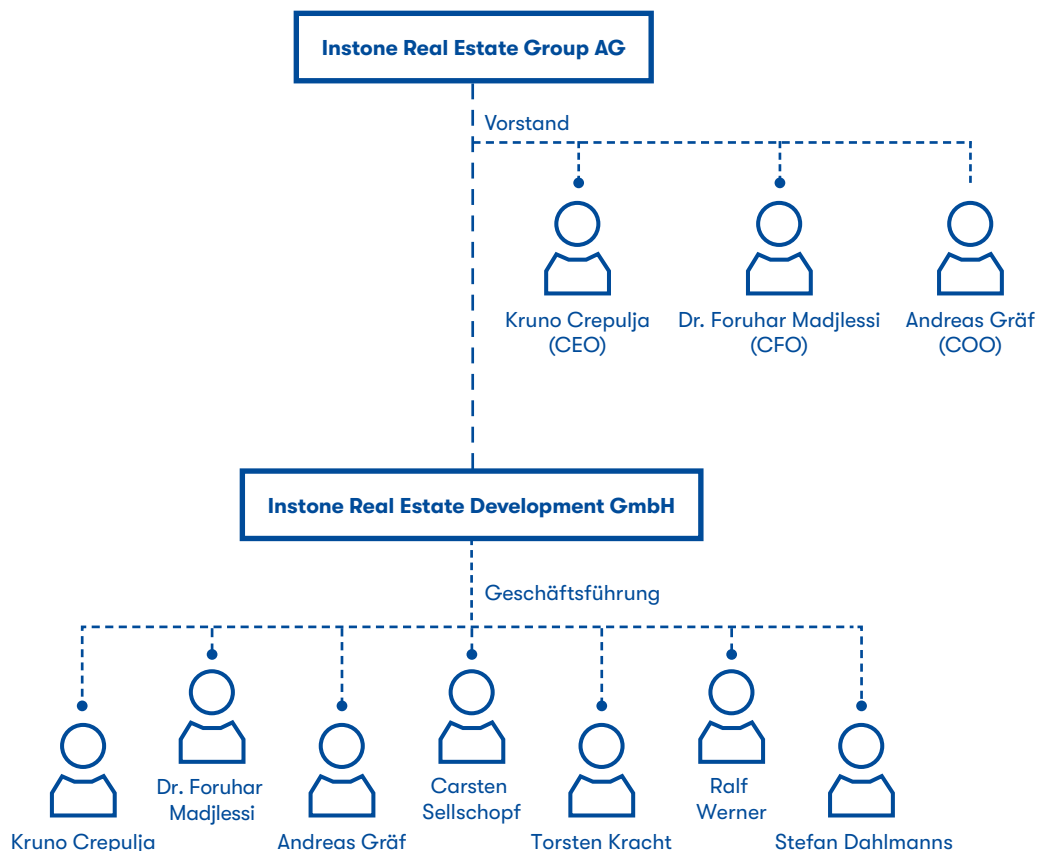 Instone Real Estate Group AG
Vorstand
Kruno Crepulja
(CEO)
Dr. Foruhar Madjlessi
(CFO)
Andreas Gräf
(COO)
Instone Real Estate Development GmbH
Geschäftsführung
Kruno Crepulja
Dr. Foruhar
Madjlessi
Andreas Gräf
Carsten
Sellschopf
Torsten Kracht
Ralf
Werner
Stefan Dahlmanns